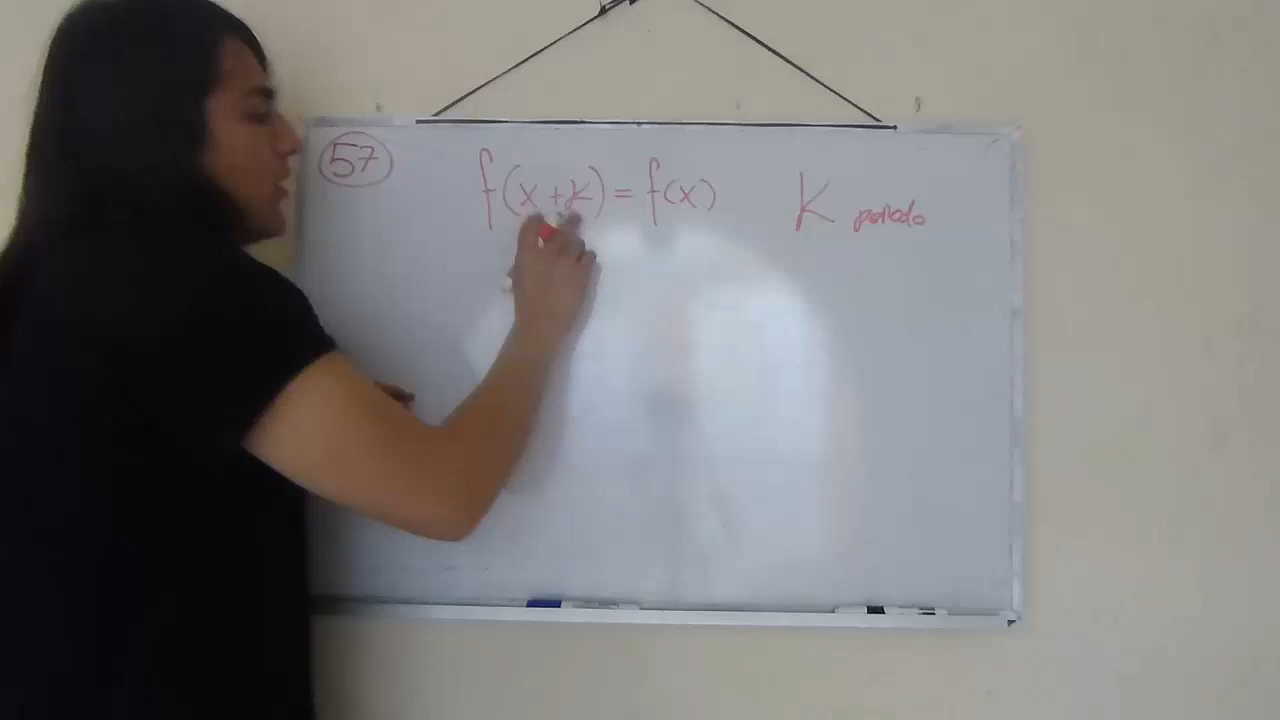 57 f(x+k) = f(x) K periodo